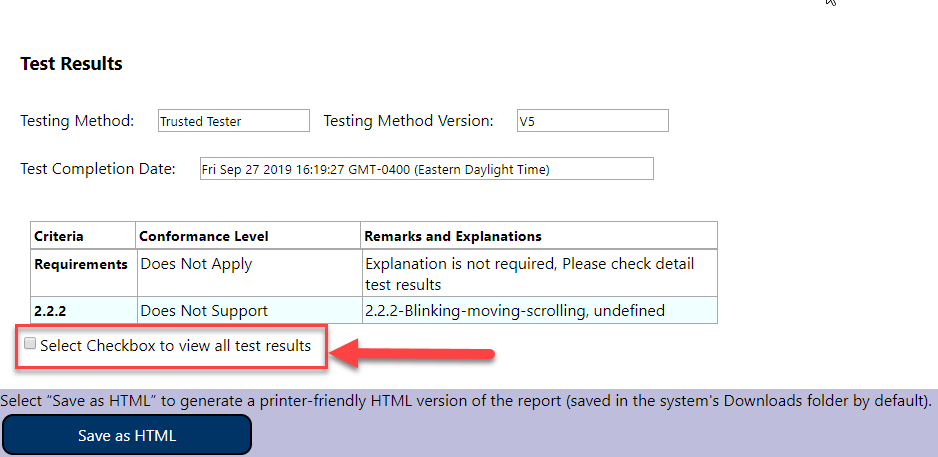 Test Results
Testing Method: Trusted Tester Testing Method Version: V5
Test Completion Date: Fri Sep 27 2019 16:19:27 GMT-0400 (Eastern Daylight Time)
Criteria Conformance Level Remarks and Explanations
Requirements Does Not Apply Explanation is not required, Please check detail
test results
2.2.2 Does Not Support 2.2.2-Blinking-moving-scrolling, undefined
Select Checkbox to view all test results
Select “Save as HTML” to generate a printer-friendly HTML version of the report (saved in the system's Downloads folder by default).
Save as HTML